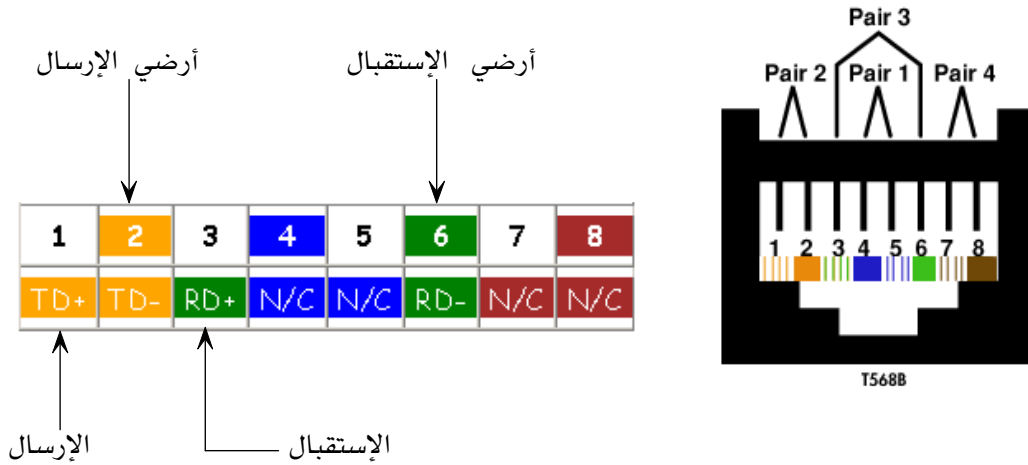 Pair 3
أرضي الإرسال
أرضي الإستقبال
Pair 2 Pair 1 Pair 4
1 2 3 4 5 6 7 8
TD+ TD- RD+ N/C N/C RD- N/C N/C
1 2 3 4 5 6 7 8
T568B
الإرسال
الإستقبال